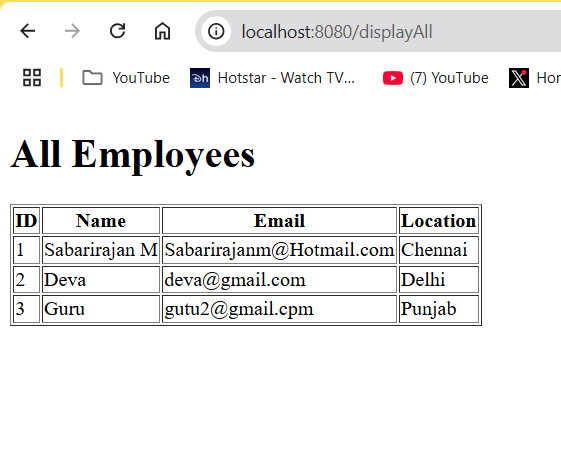 localhost:8080/displayAll
YouTube Hotstar - Watch TV... (7) YouTube X Hor
All Employees
ID Name Email Location
1 Sabarirajan M Sabarirajanm@Hotmail.com Chennai
2 Deva deva@gmail.com Delhi
3 Guru gutu2@gmail.cpm Punjab